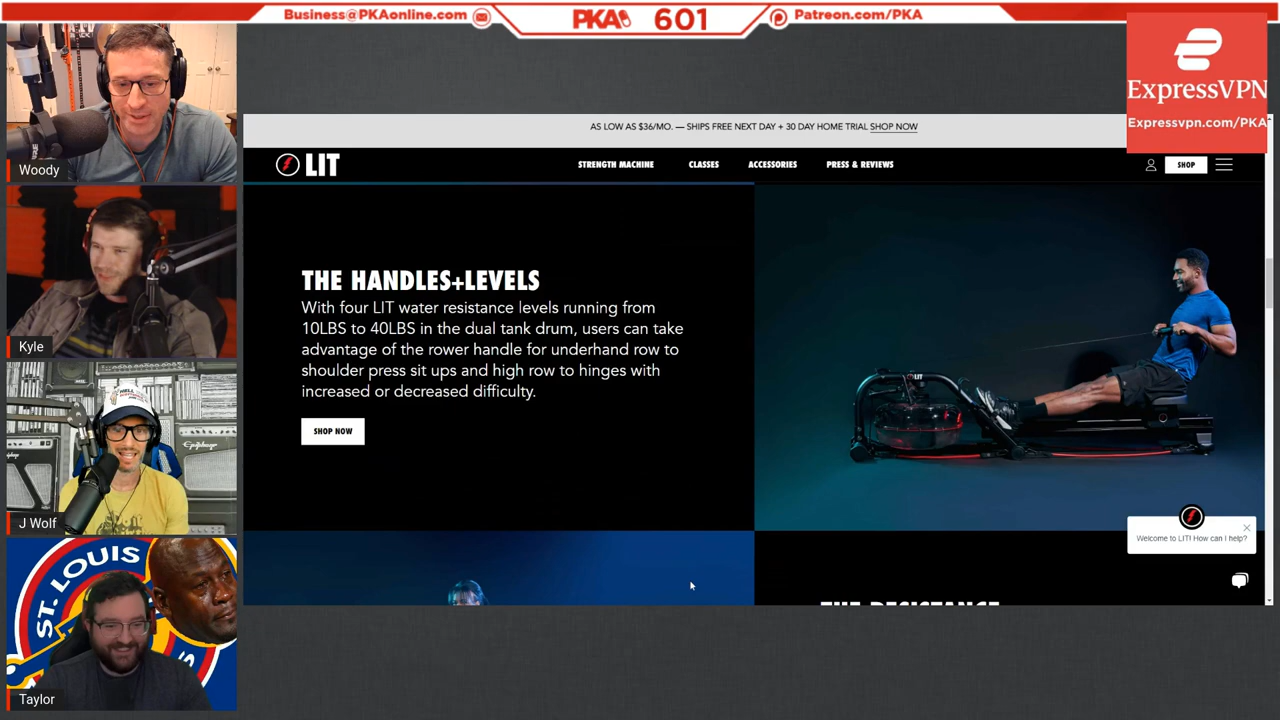 Business@PKAonline.com
PKA 601
Patreon.com/PKA
ExpressVPN
Expressvpn.com/PKA
AS LOW AS $36/MO. — SHIPS FREE NEXT DAY + 30 DAY HOME TRIAL SHOP NOW
LIT
STRENGTH MACHINE
CLASSES
ACCESSORIES
PRESS & REVIEWS
SHOP
THE HANDLES+LEVELS
With four LIT water resistance levels running from
10LBS to 40LBS in the dual tank drum, users can take
advantage of the rower handle for underhand row to
shoulder press sit ups and high row to hinges with
increased or decreased difficulty.
SHOP NOW
LIT
Welcome to LIT! How can I help?
THE RESISTANCE
Woody
Kyle
Epiphone
J Wolf
ST. LOUIS
Taylor